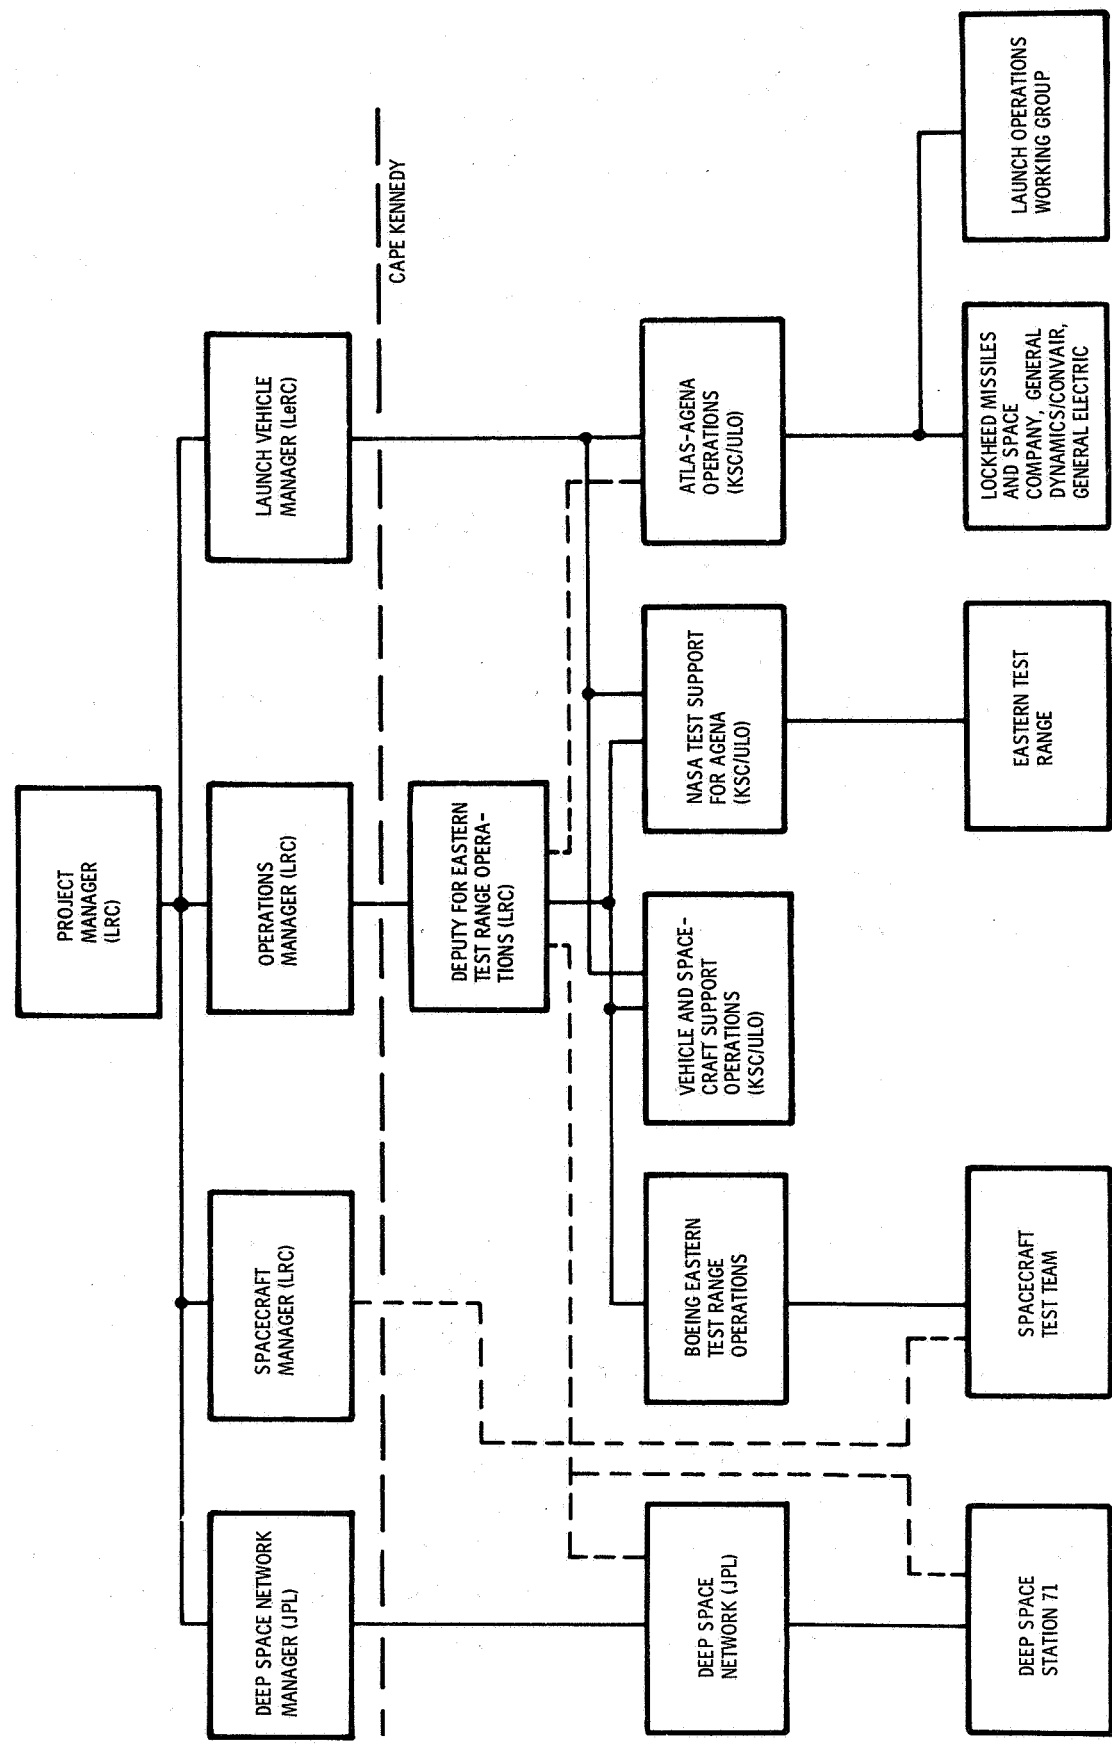 PROJECT
MANAGER
(LRC)
DEEP SPACE NETWORK
MANAGER (JPL)
SPACECRAFT
MANAGER (LRC)
OPERATIONS
MANAGER (LRC)
LAUNCH VEHICLE
MANAGER (LeRC)
CAPE KENNEDY
DEPUTY FOR EASTERN
TEST RANGE OPERA-
TIONS (LRC)
DEEP SPACE
NETWORK (JPL)
BOEING EASTERN
TEST RANGE
OPERATIONS
VEHICLE AND SPACE-
CRAFT SUPPORT
OPERATIONS
(KSC/ULO)
NASA TEST SUPPORT
FOR AGENA
(KSC/ULO)
ATLAS-AGENA
OPERATIONS
(KSC/ULO)
DEEP SPACE
STATION 71
SPACECRAFT
TEST TEAM
EASTERN TEST
RANGE
LOCKHEED MISSILES
AND SPACE
COMPANY, GENERAL
DYNAMICS/CONVAIR,
GENERAL ELECTRIC
LAUNCH OPERATIONS
WORKING GROUP